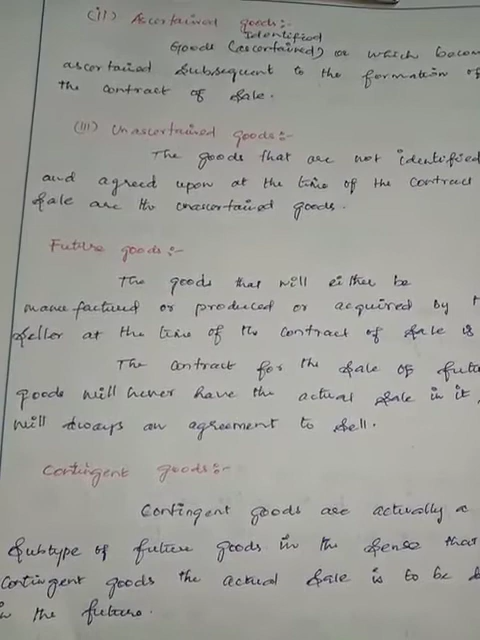 (ii) Ascertained goods:-
Identified
Goods (ascertained) or which becom
ascertained subsequent to the formation of
the contract of sale.
(iii) Unascertained goods:-
The goods that are not identified
and agreed upon at the time of the contract
sale are the unascertained goods.
Future goods:-
The goods that will either be
manufactured or produced or acquired by t
seller at the time of the contract of sale is
The contract for the sale of futu
goods will never have the actual sale in it,
will always an agreement to sell.
Contingent goods:-
Contingent goods are actually a
subtype of future goods in the sense that
contingent goods the actual sale is to be d
in the future.